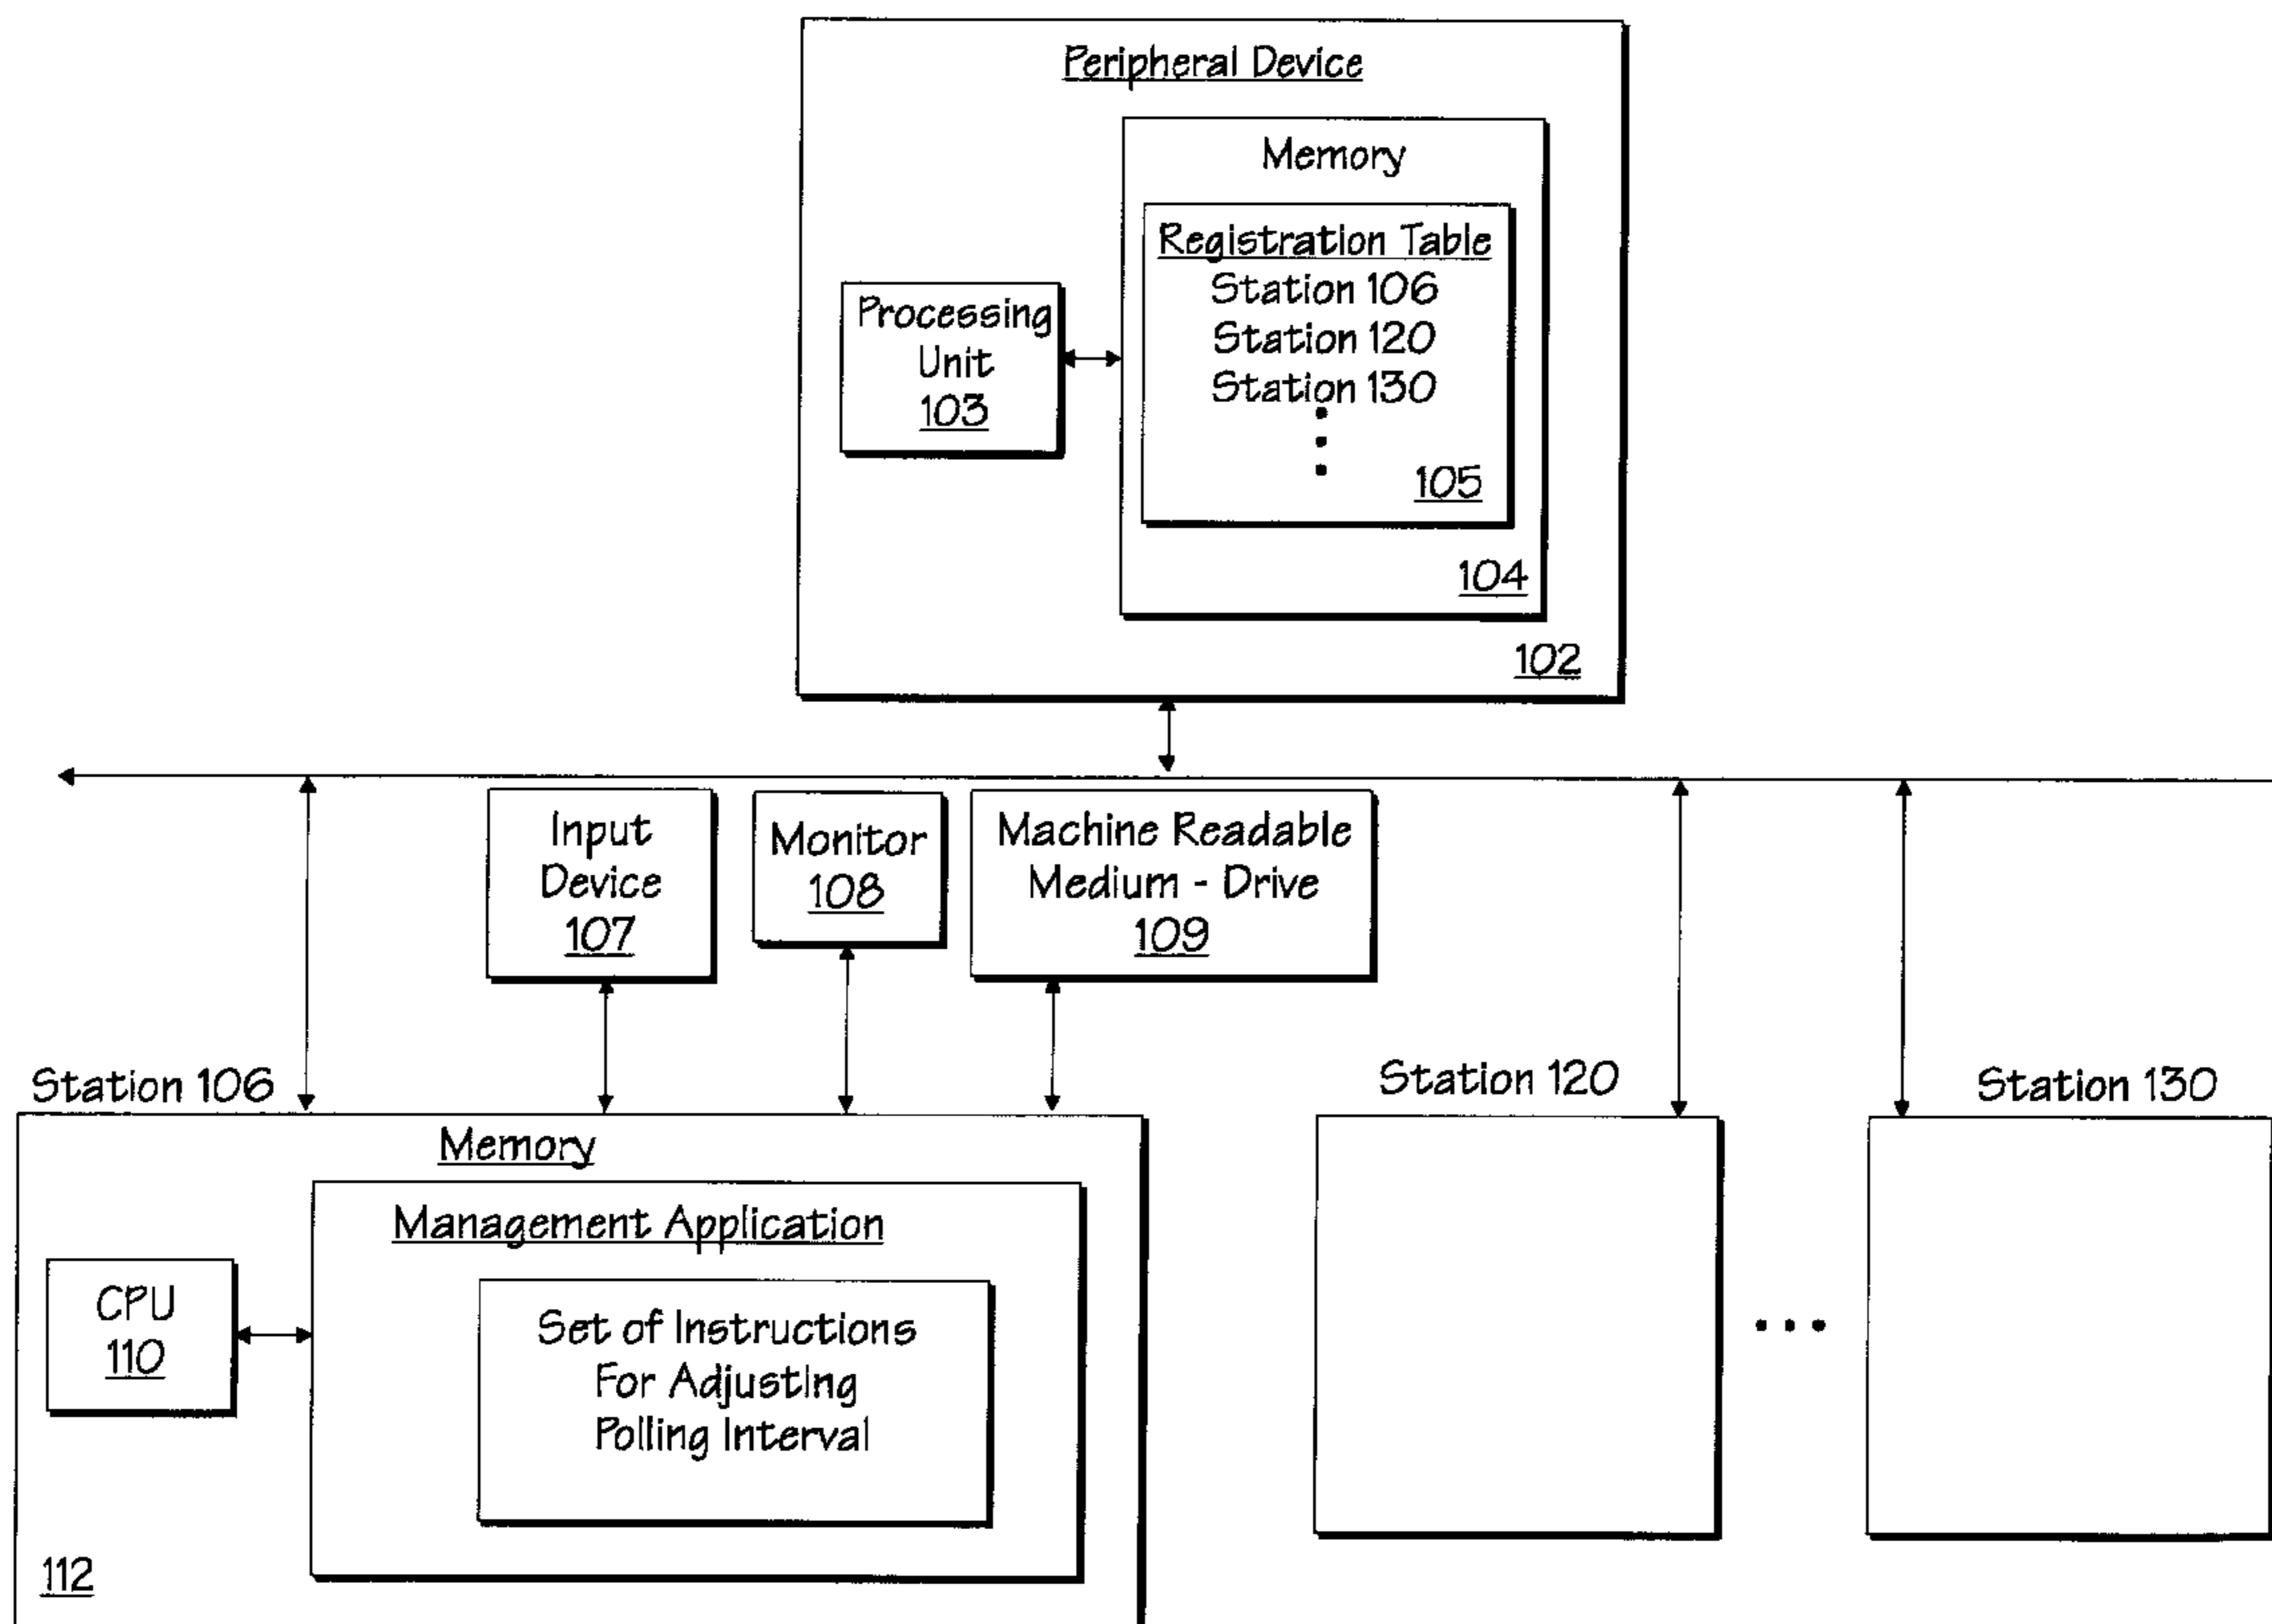 Peripheral Device
Memory
Registration Table
Station 106
Station 120
Station 130
105
104
102
Processing
Unit
103
Input
Device
107
Monitor
108
Machine Readable
Medium - Drive
109
Station 106
Station 120
Station 130
Memory
Management Application
CPU
110
Set of Instructions
For Adjusting
Polling Interval
112